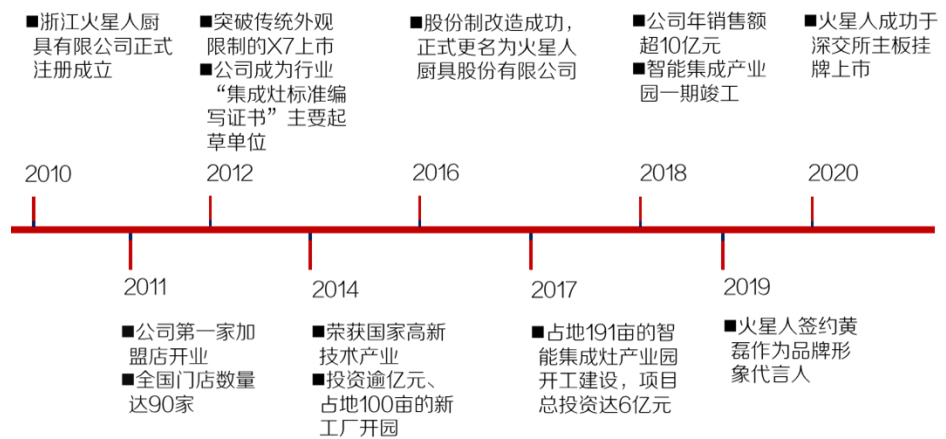 ■浙江火星人厨
具有限公司正式
注册成立
■突破传统外观
限制的X7上市
■公司成为行业
“集成灶标准编
写证书”主要起
草单位
■股份制改造成功，
正式更名为火星人
厨具股份有限公司
■公司年销售额
超10亿元
■智能集成产业
园一期竣工
■火星人成功于
深交所主板挂
牌上市
2010
2012
2016
2018
2020
2011
2014
2017
2019
■公司第一家加
盟店开业
■全国门店数量
达90家
■荣获国家高新
技术产业
■投资逾亿元、
占地100亩的新
工厂开园
■占地191亩的智
能集成灶产业园
开工建设，项目
总投资达6亿元
■火星人签约黄
磊作为品牌形
象代言人